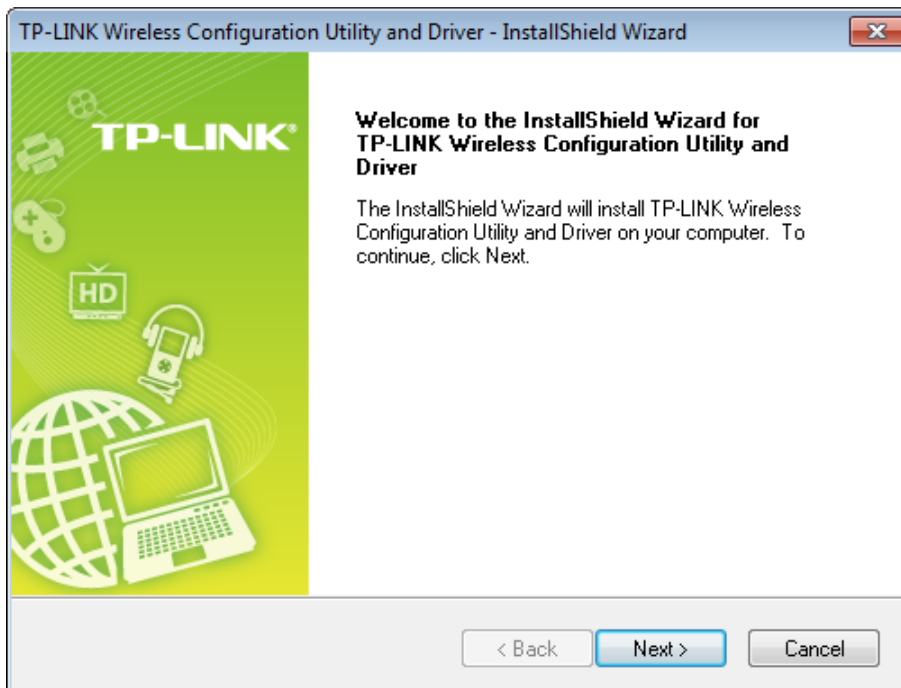 TP-LINK Wireless Configuration Utility and Driver - InstallShield Wizard
TP-LINK®
Welcome to the InstallShield Wizard for
TP-LINK Wireless Configuration Utility and
Driver
The InstallShield Wizard will install TP-LINK Wireless
Configuration Utility and Driver on your computer.  To
continue, click Next.
HD
< Back
Next >
Cancel